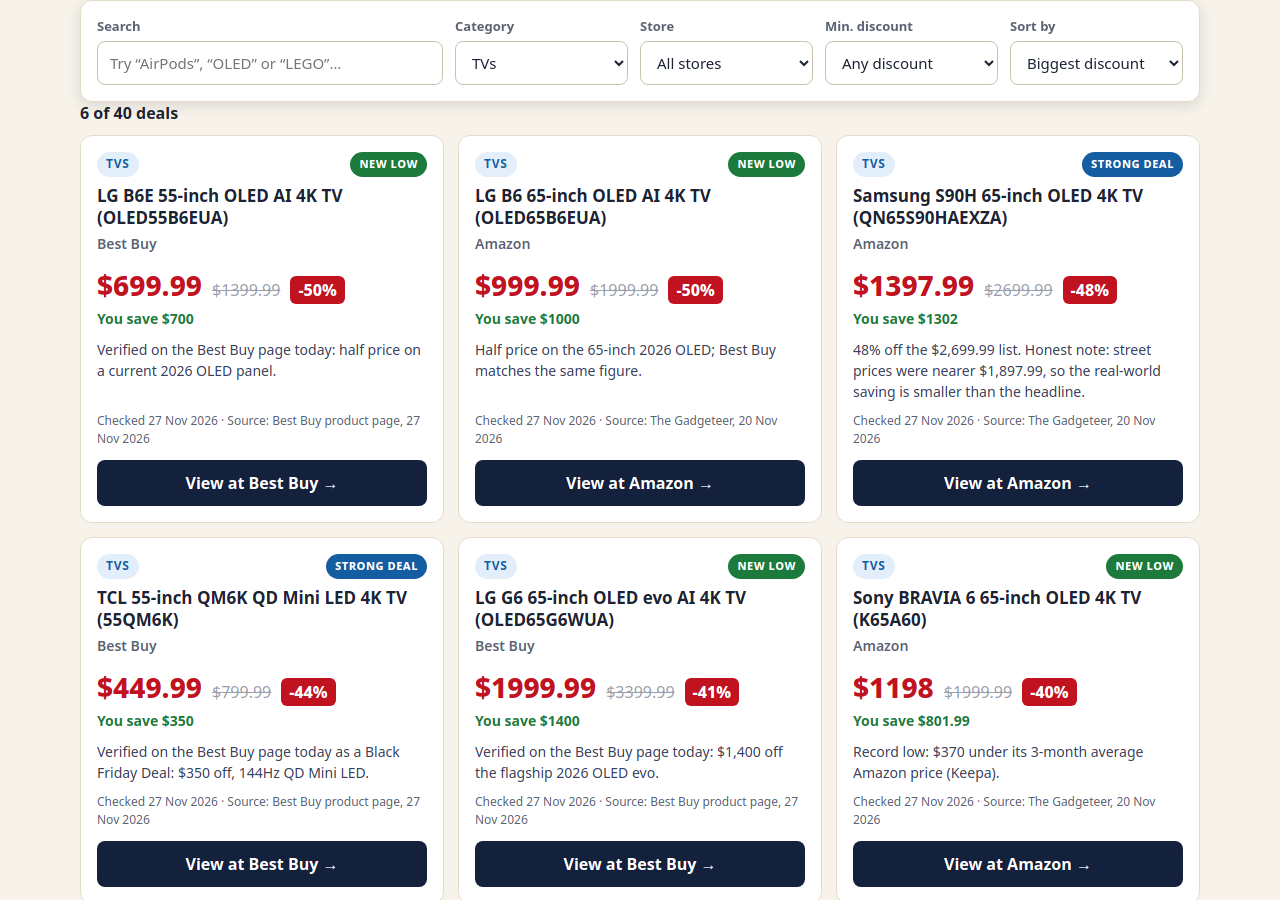 Search
Category
Store
Min. discount
Sort by
Try “AirPods”, “OLED” or “LEGO”...
TVs
All stores
Any discount
Biggest discount
6 of 40 deals
TVS
NEW LOW
LG B6E 55-inch OLED AI 4K TV
(OLED55B6EUA)
Best Buy
$699.99 $1399.99 -50%
You save $700
Verified on the Best Buy page today: half price on
a current 2026 OLED panel.
Checked 27 Nov 2026 · Source: Best Buy product page, 27
Nov 2026
View at Best Buy →
TVS
NEW LOW
LG B6 65-inch OLED AI 4K TV
(OLED65B6EUA)
Amazon
$999.99 $1999.99 -50%
You save $1000
Half price on the 65-inch 2026 OLED; Best Buy
matches the same figure.
Checked 27 Nov 2026 · Source: The Gadgeteer, 20 Nov
2026
View at Amazon →
TVS
STRONG DEAL
Samsung S90H 65-inch OLED 4K TV
(QN65S90HAEXZA)
Amazon
$1397.99 $2699.99 -48%
You save $1302
48% off the $2,699.99 list. Honest note: street
prices were nearer $1,897.99, so the real-world
saving is smaller than the headline.
Checked 27 Nov 2026 · Source: The Gadgeteer, 20 Nov
2026
View at Amazon →
TVS
STRONG DEAL
TCL 55-inch QM6K QD Mini LED 4K TV
(55QM6K)
Best Buy
$449.99 $799.99 -44%
You save $350
Verified on the Best Buy page today as a Black
Friday Deal: $350 off, 144Hz QD Mini LED.
Checked 27 Nov 2026 · Source: Best Buy product page, 27
Nov 2026
View at Best Buy →
TVS
NEW LOW
LG G6 65-inch OLED evo AI 4K TV
(OLED65G6WUA)
Best Buy
$1999.99 $3399.99 -41%
You save $1400
Verified on the Best Buy page today: $1,400 off
the flagship 2026 OLED evo.
Checked 27 Nov 2026 · Source: Best Buy product page, 27
Nov 2026
View at Best Buy →
TVS
NEW LOW
Sony BRAVIA 6 65-inch OLED 4K TV
(K65A60)
Amazon
$1198 $1999.99 -40%
You save $801.99
Record low: $370 under its 3-month average
Amazon price (Keepa).
Checked 27 Nov 2026 · Source: The Gadgeteer, 20 Nov
2026
View at Amazon →